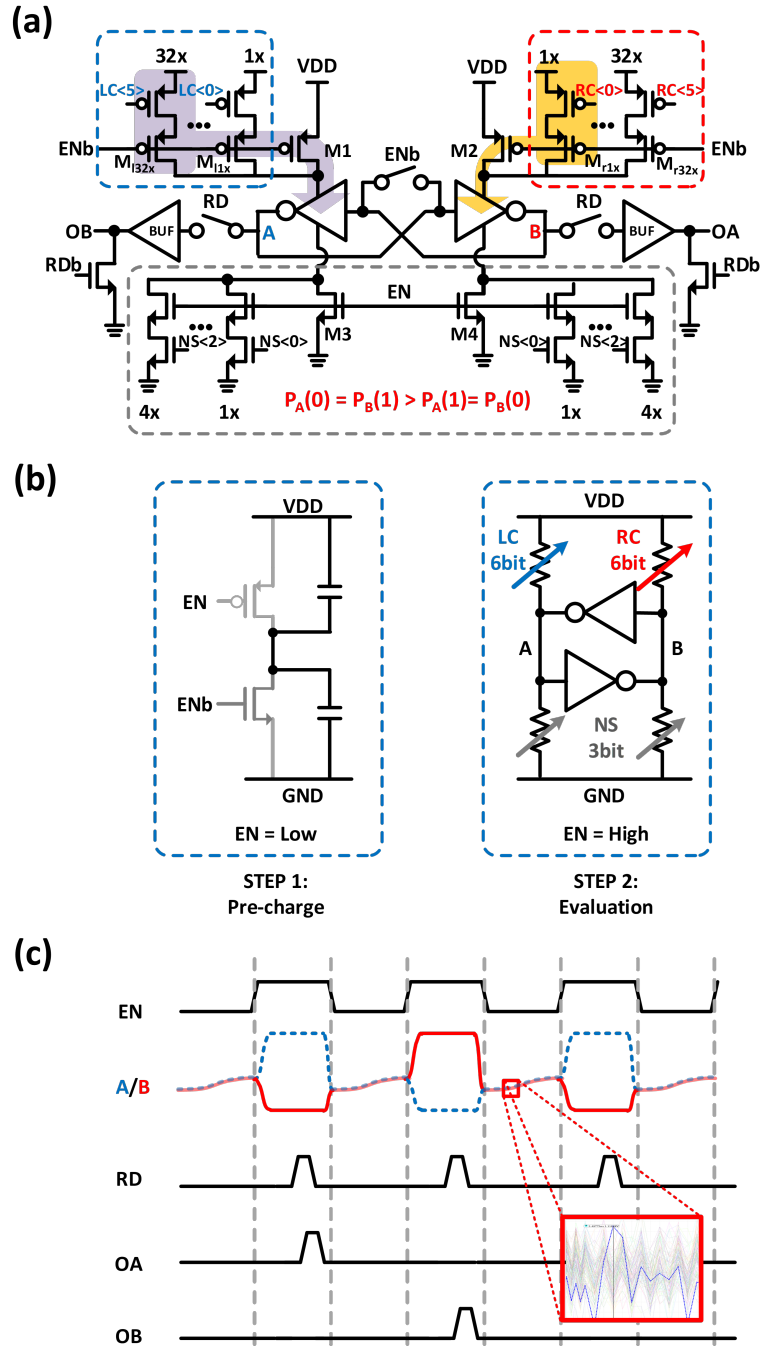 (a)
32x 1x VDD VDD 1x 32x
LC<5> LC<0> RC<0> RC<5>
ENb M1 ENb M2 ENb
Ml32x Ml1x Mr1x Mr32x
OB BUF RD A B RD BUF OA
RDb EN RDb
NS<2> NS<0> M3 M4 NS<0> NS<2>
4x 1x PA(0) = PB(1) > PA(1)= PB(0) 1x 4x
(b)
VDD VDD
LC RC
6bit 6bit
EN
A B
ENb
NS
3bit
GND GND
EN = Low EN = High
STEP 1: STEP 2:
Pre-charge Evaluation
(c)
EN
A/B
RD
OA
OB